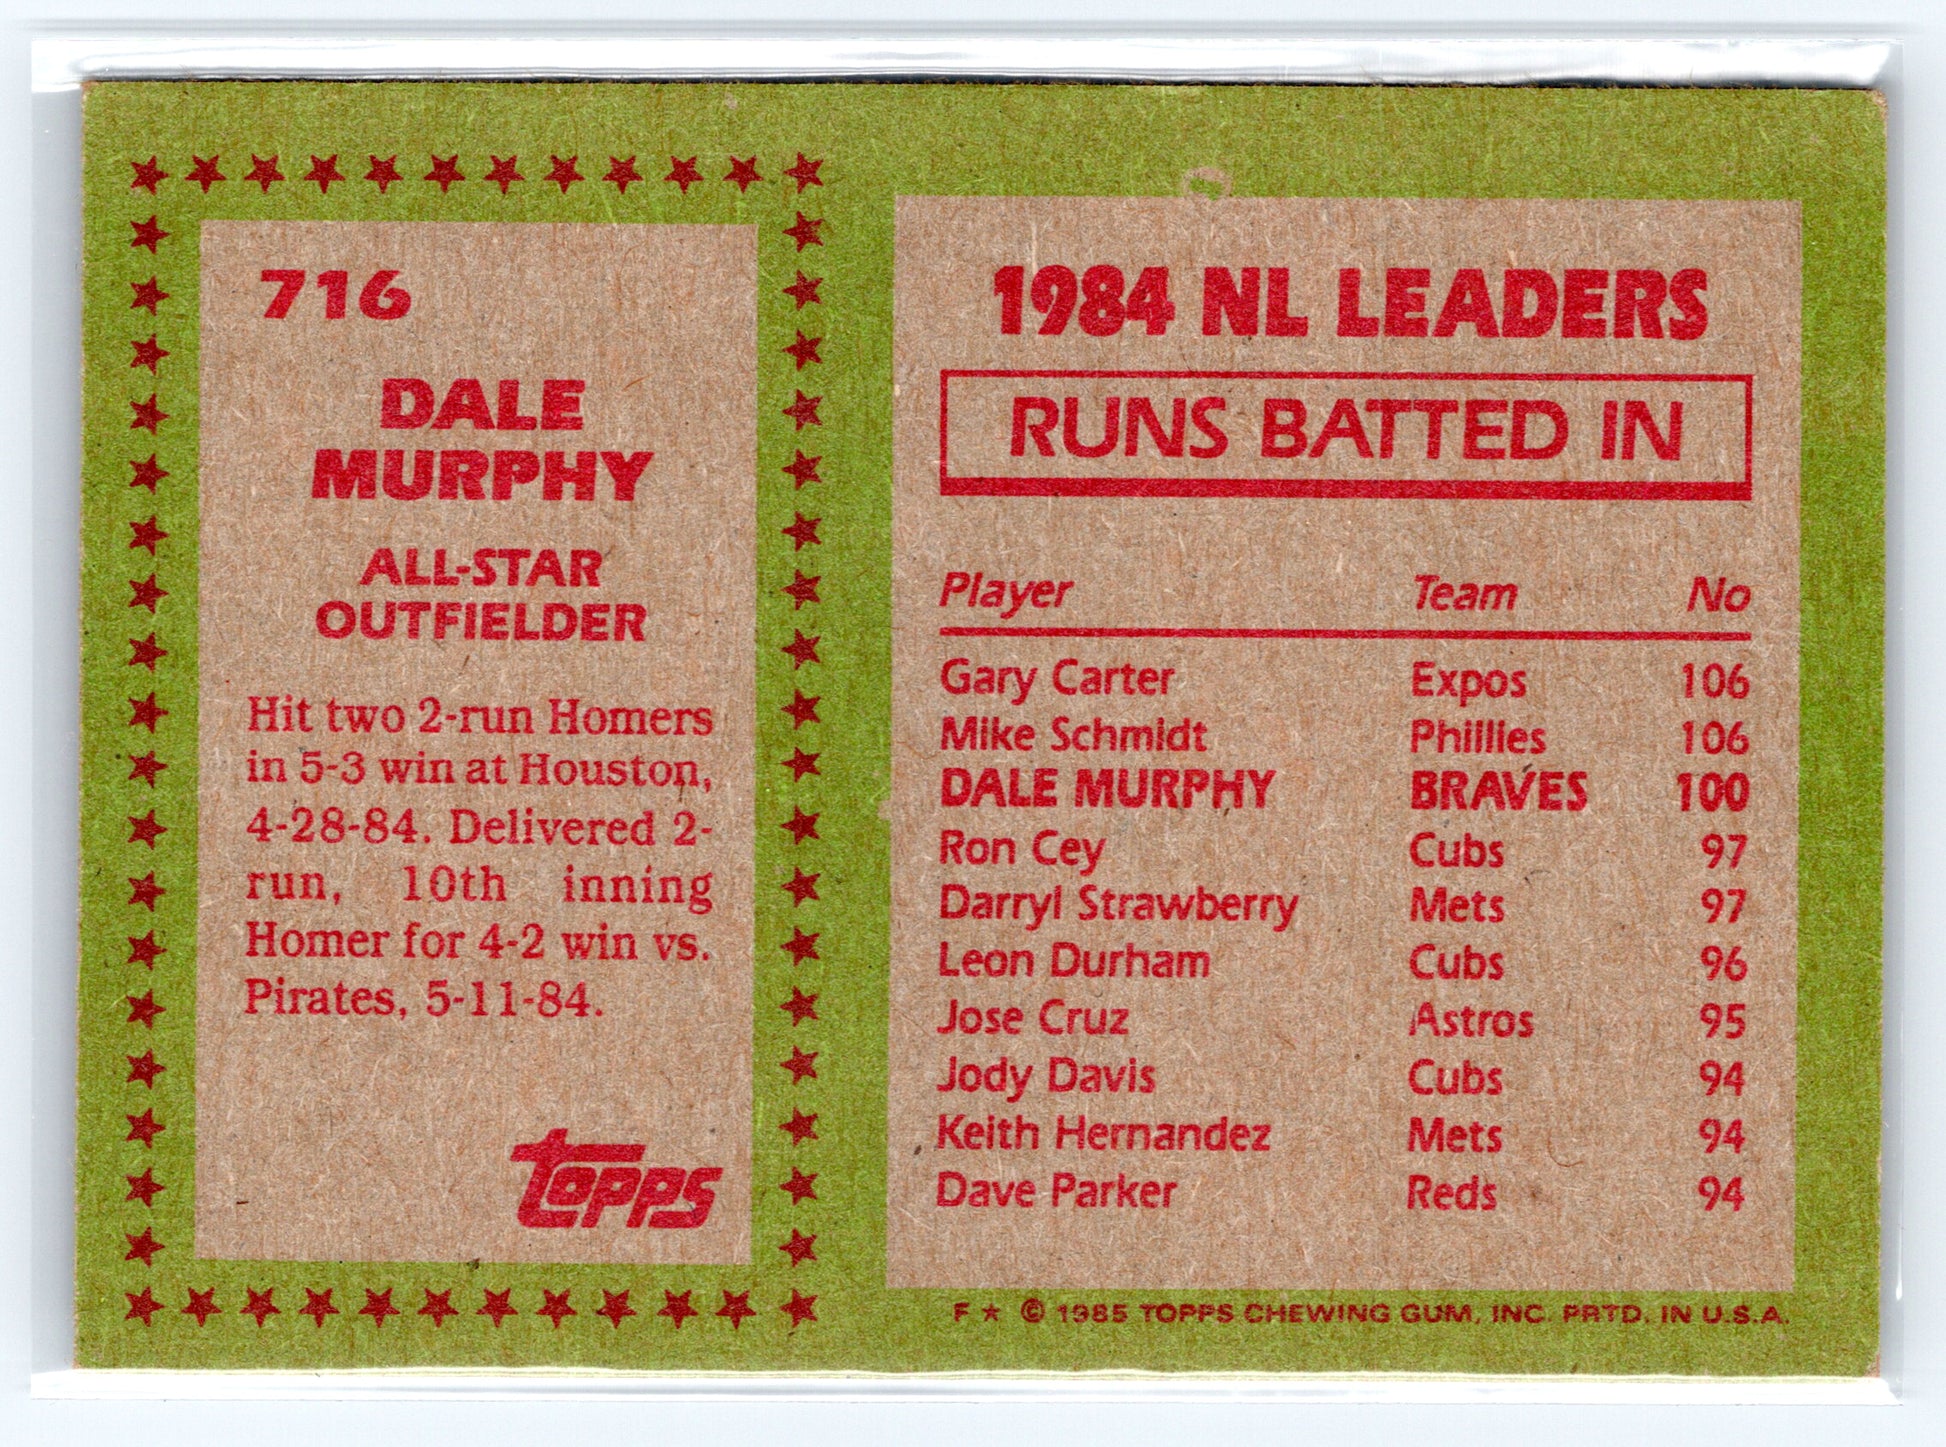 716
DALE
MURPHY
ALL-STAR
OUTFIELDER
Hit two 2-run Homers
in 5-3 win at Houston,
4-28-84. Delivered 2-
run, 10th inning
Homer for 4-2 win vs.
Pirates, 5-11-84.
topps
1984 NL LEADERS
RUNS BATTED IN
Player Team No
Gary Carter Expos 106
Mike Schmidt Phillies 106
DALE MURPHY BRAVES 100
Ron Cey Cubs 97
Darryl Strawberry Mets 97
Leon Durham Cubs 96
Jose Cruz Astros 95
Jody Davis Cubs 94
Keith Hernandez Mets 94
Dave Parker Reds 94
F ★ © 1985 TOPPS CHEWING GUM, INC. PRTD. IN U.S.A.